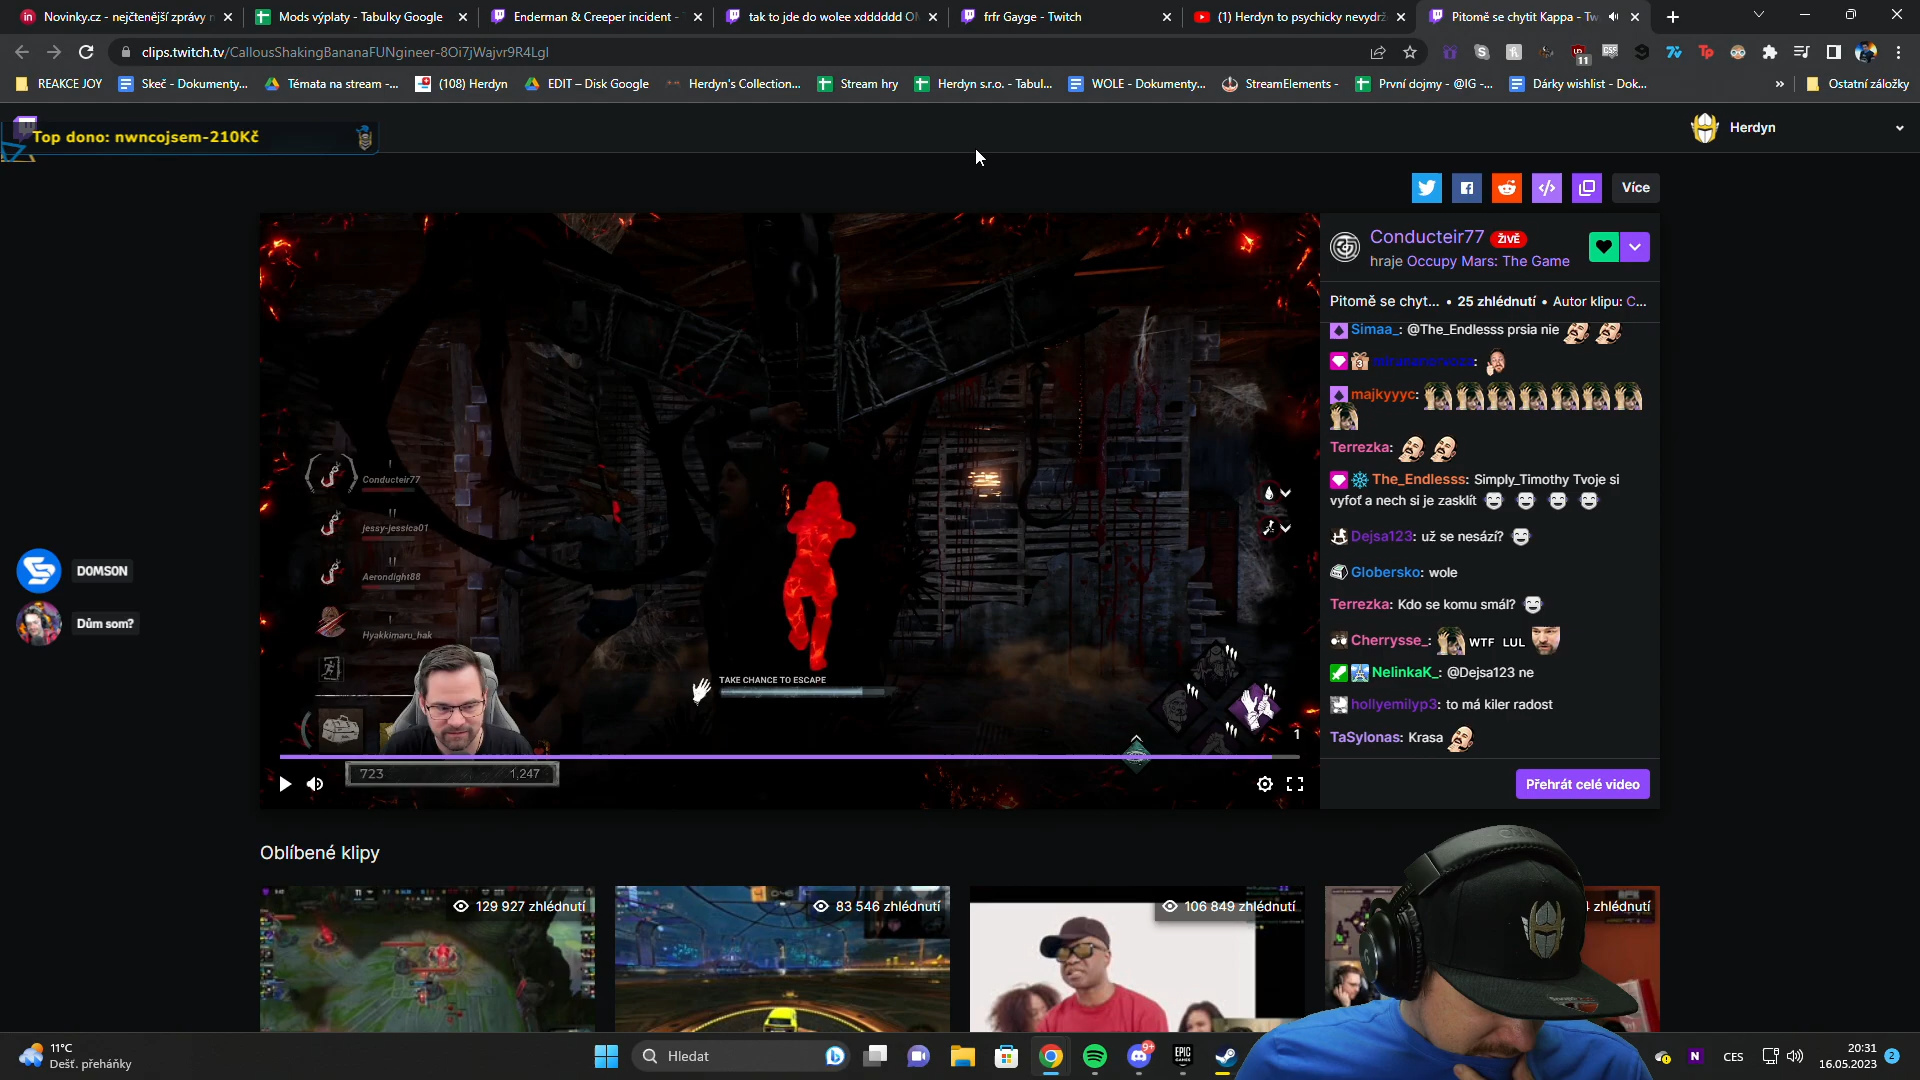 Novinky.cz - nejčtenější zprávy n
Mods výplaty - Tabulky Google
Enderman & Creeper incident -
tak to jde do wolee xdddddd O
frfr Gayge - Twitch
(1) Herdyn to psychicky nevydrž
Pitomě se chytit Kappa - Tw
clips.twitch.tv/CallousShakingBananaFUNgineer-8Oi7jWajvr9R4LgI
11
REAKCE JOY
Skeč - Dokumenty...
Témata na stream -...
(108) Herdyn
EDIT – Disk Google
Herdyn's Collection...
Stream hry
Herdyn s.r.o. - Tabul...
WOLE - Dokumenty...
StreamElements -
První dojmy - @IG -...
Dárky wishlist - Dok...
»
Ostatní záložky
Top dono: nwncojsem-210Kč
Herdyn
Více
Conducteir77 ŽIVĚ
hraje Occupy Mars: The Game
Pitomě se chyt... • 25 zhlédnutí • Autor klipu: C...
Simaa_: @The_Endlesss prsia nie
majkyyyc:
Terrezka:
The_Endlesss: Simply_Timothy Tvoje si
vyfoť a nech si je zasklít
Dejsa123: už se nesází?
Globersko: wole
Terrezka: Kdo se komu smál?
Cherrysse_: WTF LUL
NelinkaK_: @Dejsa123 ne
hollyemilyp3: to má kiler radost
TaSylonas: Krasa
Přehrát celé video
Conducteir77
jessy-jessica01
Aerondight88
Hyakkimaru_hak
TAKE CHANCE TO ESCAPE
1
723
1,247
DOMSON
Dům som?
Oblíbené klipy
129 927 zhlédnutí
83 546 zhlédnutí
106 849 zhlédnutí
zhlédnutí
11°C
Dešť. přeháňky
Hledat
9+
EPIC
GAMES
N
CES
20:31
16.05.2023
2